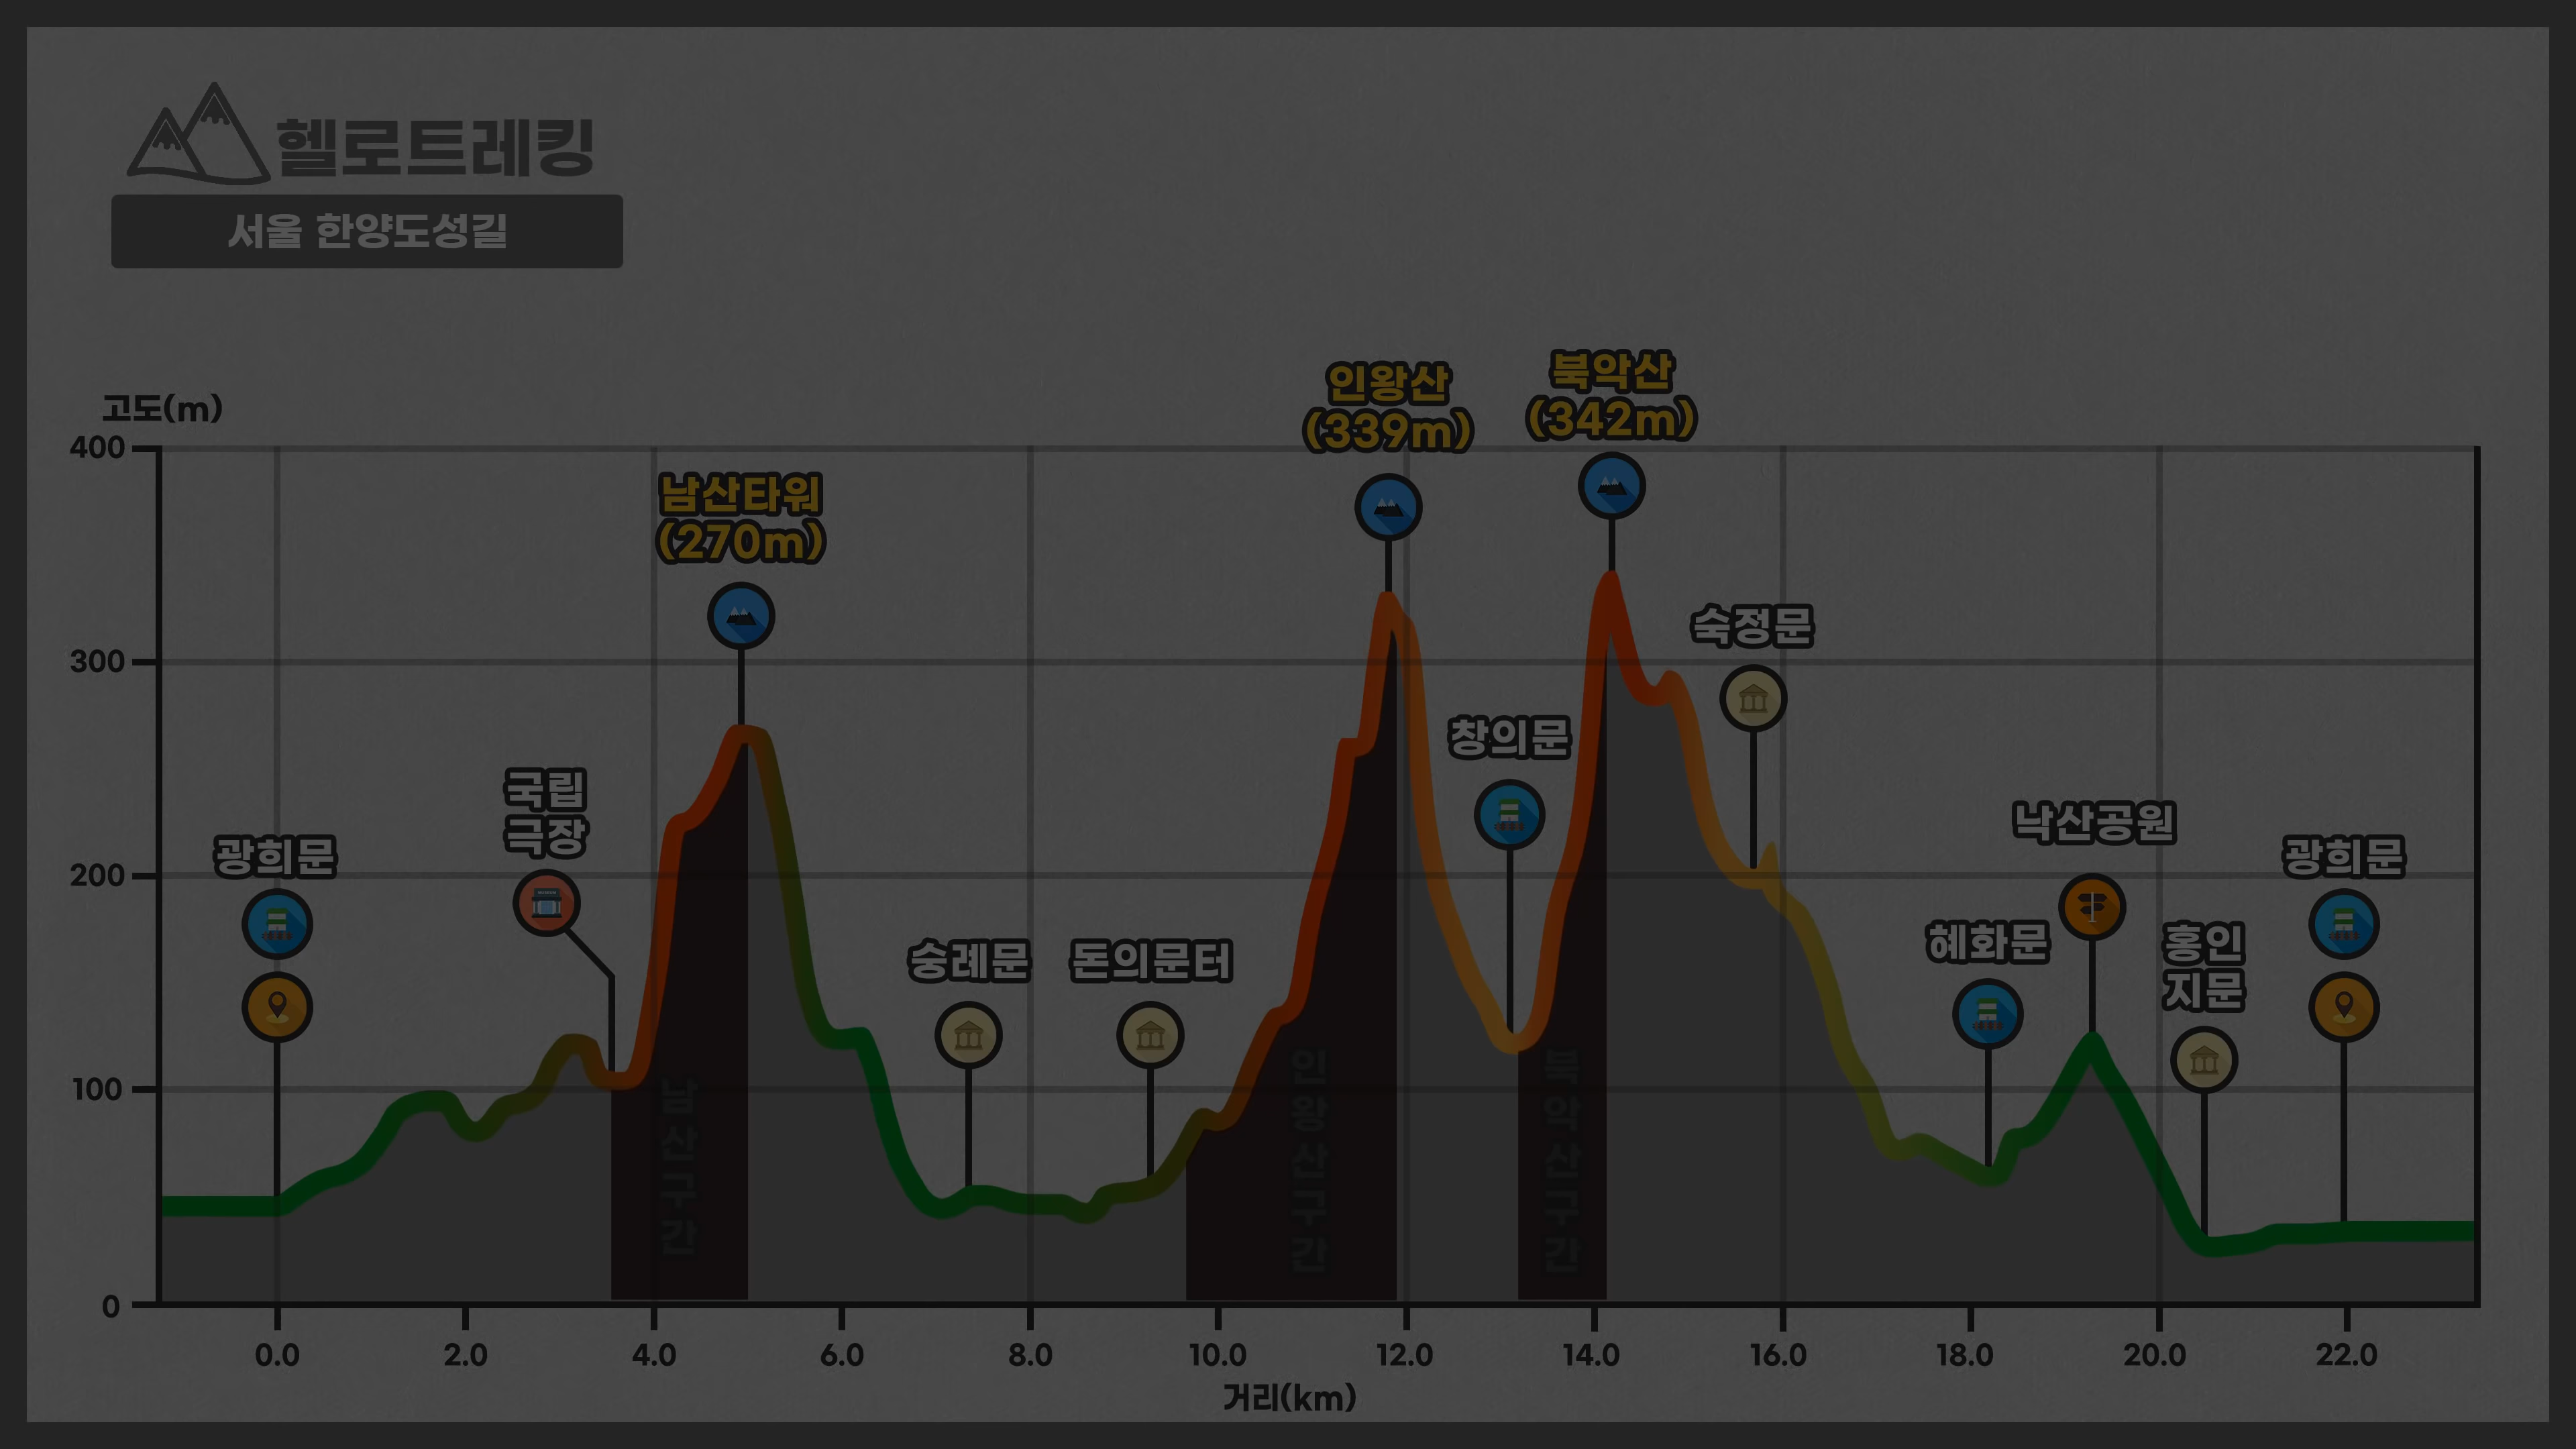 헬로트레킹
서울 한양도성길
고도(m)
400
300
200
100
0
광희문
국립
극장
남산타워
(270m)
숭례문
돈의문터
인왕산
(339m)
창의문
북악산
(342m)
숙정문
혜화문
낙산공원
흥인
지문
광희문
남
산
구
간
인
왕
산
구
간
북
악
산
구
간
0.0
2.0
4.0
6.0
8.0
10.0
12.0
14.0
16.0
18.0
20.0
22.0
거리(km)